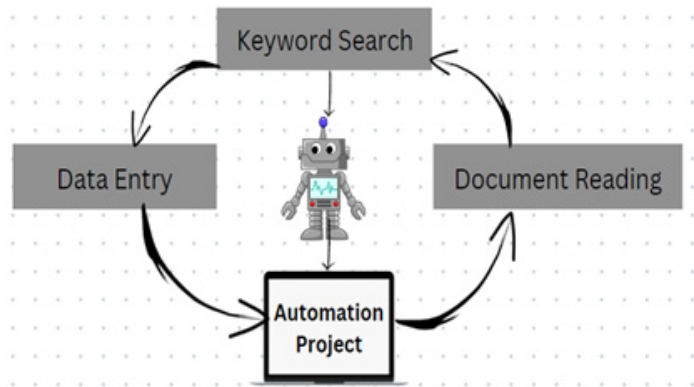 Keyword Search
Data Entry
Document Reading
Automation
Project